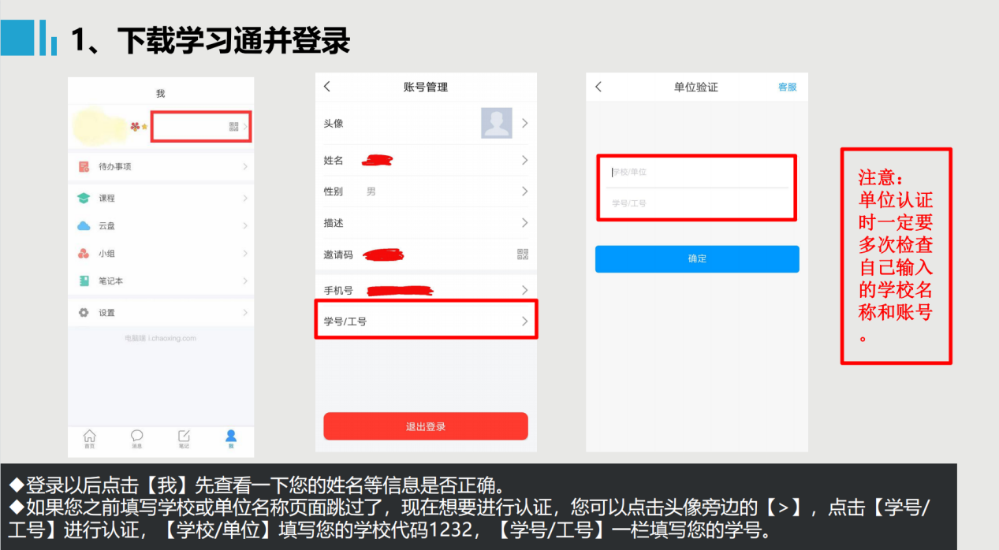 1、下载学习通并登录
我
待办事项
课程
云盘
小组
笔记本
设置
电脑端 i.chaoxing.com
首页
消息
笔记
我
账号管理
头像
姓名
性别 男
描述
邀请码
手机号
学号/工号
退出登录
单位验证 客服
学校/单位
学号/工号
确定
注意：
单位认证
时一定要
多次检查
自己输入
的学校名
称和账号
。
◆登录以后点击【我】先查看一下您的姓名等信息是否正确。
◆如果您之前填写学校或单位名称页面跳过了，现在想要进行认证，您可以点击头像旁边的【>】，点击【学号/
工号】进行认证，【学校/单位】填写您的学校代码1232，【学号/工号】一栏填写您的学号。